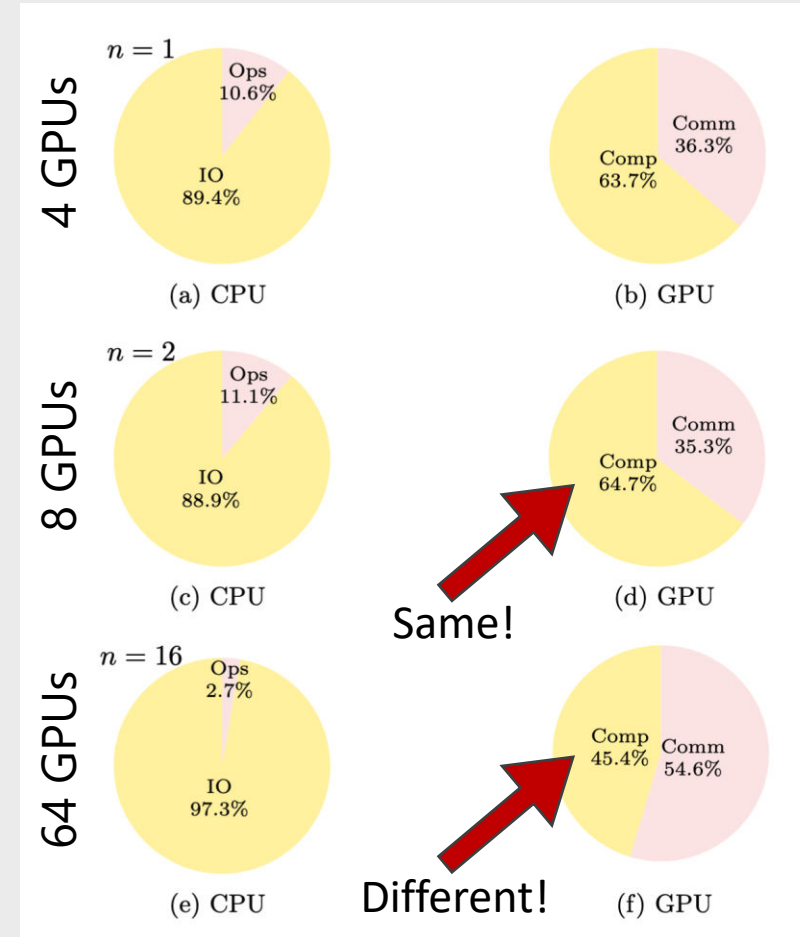 4 GPUs
n = 1
Ops
10.6%
IO
89.4%
(a) CPU
Comm
36.3%
Comp
63.7%
(b) GPU
8 GPUs
n = 2
Ops
11.1%
IO
88.9%
(c) CPU
Comm
35.3%
Comp
64.7%
(d) GPU
Same!
64 GPUs
n = 16
Ops
2.7%
IO
97.3%
(e) CPU
Comp
45.4%
Comm
54.6%
(f) GPU
Different!